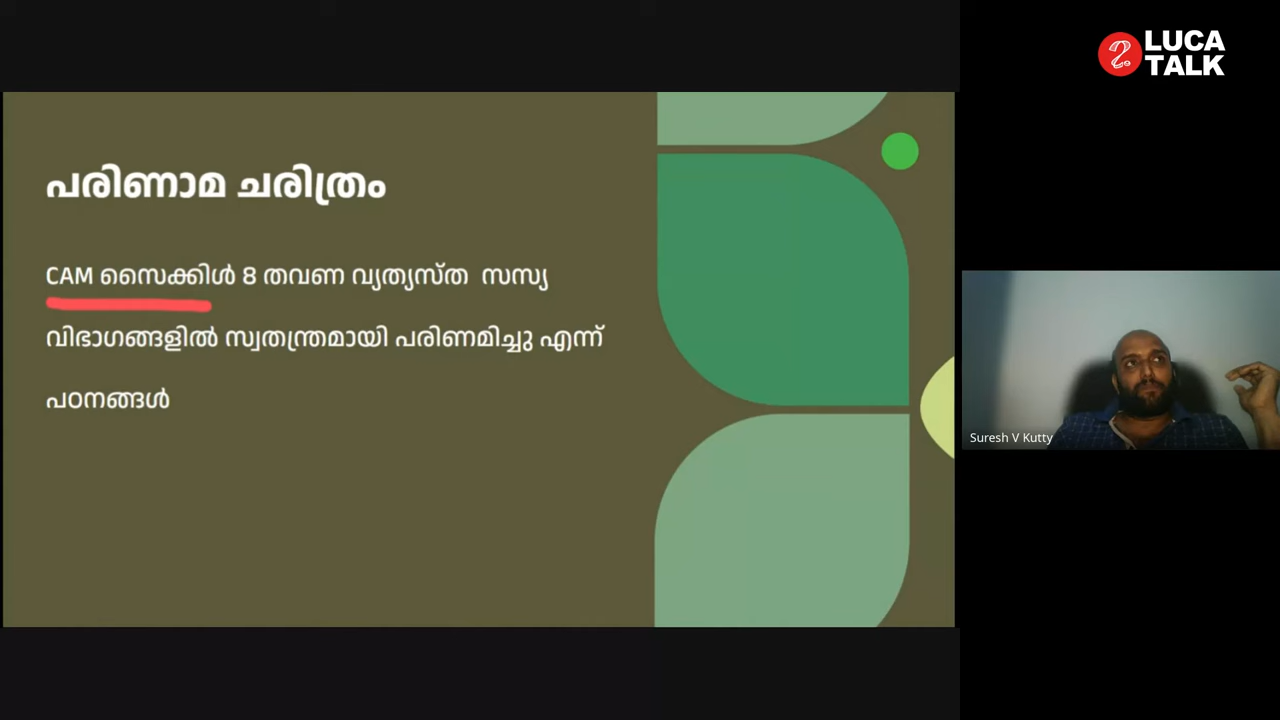 LUCA
TALK
പരിണാമ ചരിത്രം
CAM സൈക്കിൾ 8 തവണ വ്യത്യസ്ത സസ്യ
വിഭാഗങ്ങളിൽ സ്വതന്ത്രമായി പരിണമിച്ചു എന്ന്
പഠനങ്ങൾ
Suresh V Kutty